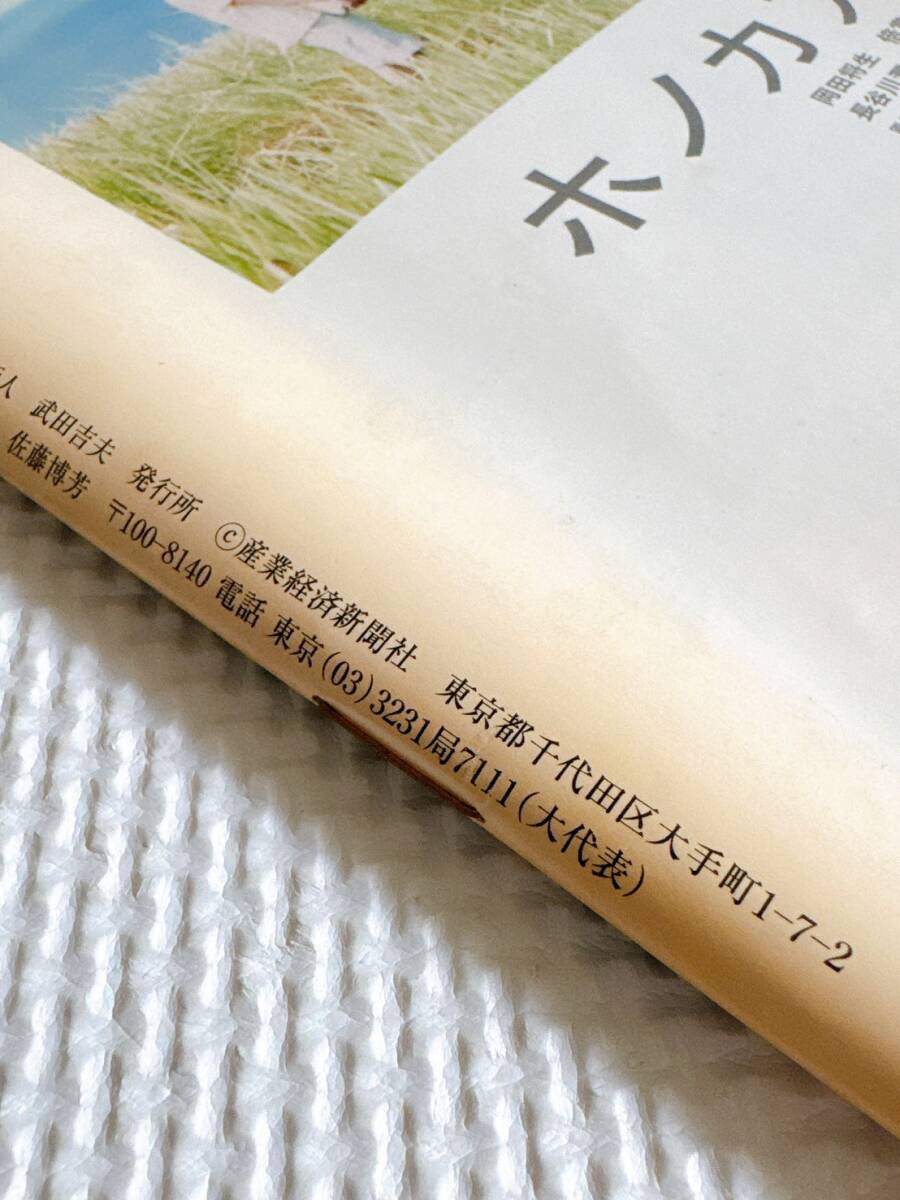 ホノカ
岡田将生
長谷川
人 武田吉夫 発行所 ©産業経済新聞社 東京都千代田区大手町1-7-2
佐藤博芳 〒100-8140 電話 東京(03)3231局7111(大代表)